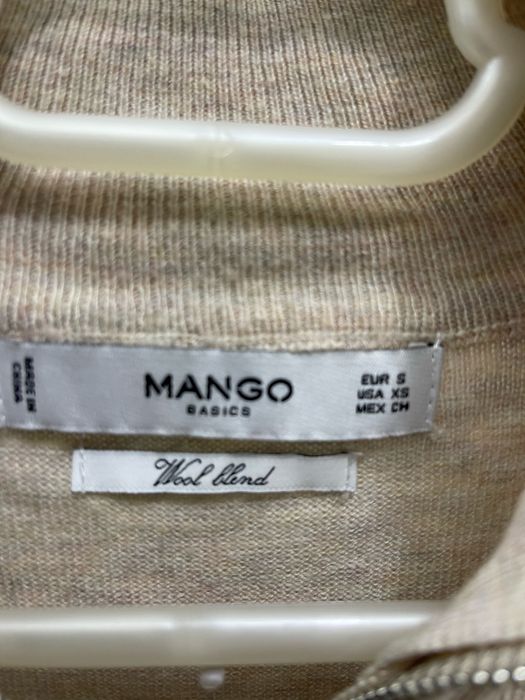 MADE IN
CHINA
MANGO
BASICS
EUR S
USA XS
MEX CH
Wool blend